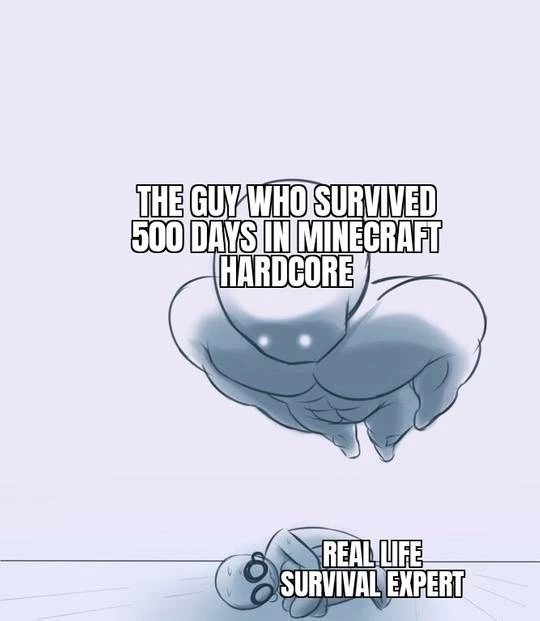 THE GUY WHO SURVIVED
500 DAYS IN MINECRAFT
HARDCORE
REAL LIFE
SURVIVAL EXPERT